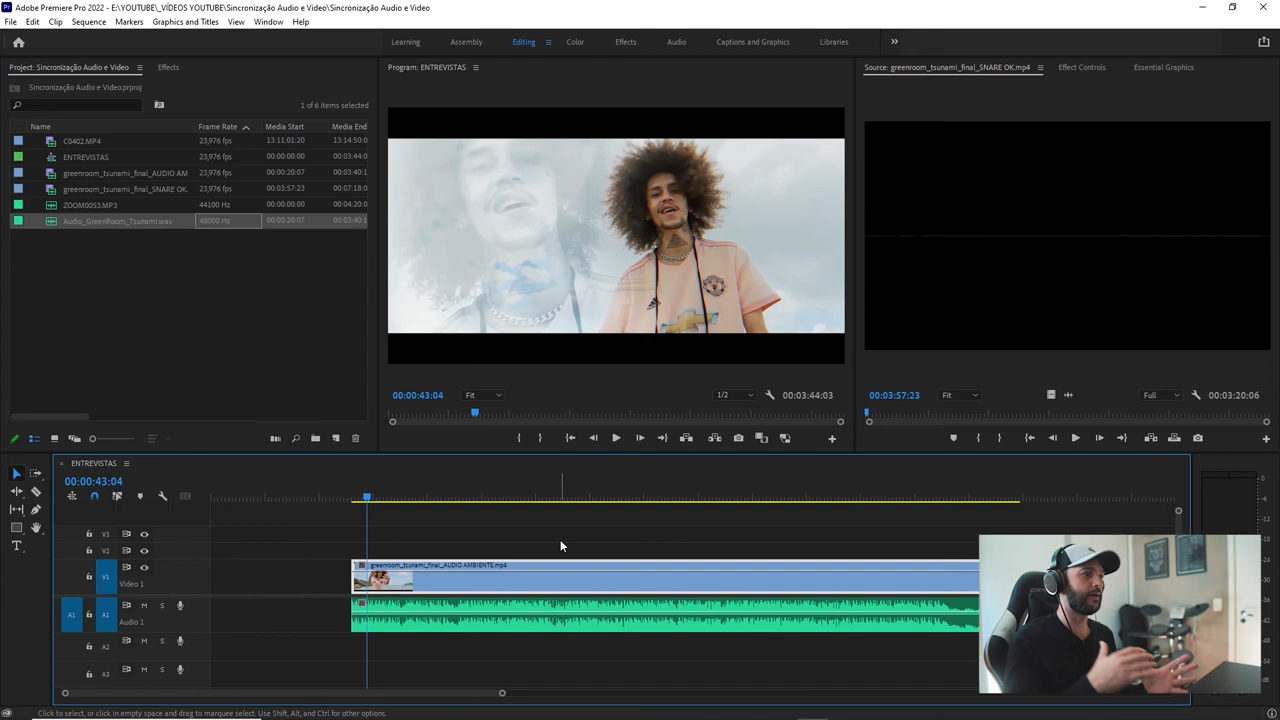 Adobe Premiere Pro 2022 - E:\YOUTUBE\_VÍDEOS YOUTUBE\Sincronização Audio e Video\Sincronização Audio e Video
File Edit Clip Sequence Markers Graphics and Titles View Window Help
Learning Assembly Editing Color Effects Audio Captions and Graphics Libraries
Project: Sincronização Audio e Video Effects
Program: ENTREVISTAS
Source: greenroom_tsunami_final_SNARE OK.mp4 Effect Controls Essential Graphics
Sincronização Audio e Video.prproj
1 of 6 items selected
Name Frame Rate Media Start Media End
C0402.MP4 23,976 fps 13:11:01:20 13:14:50:0
ENTREVISTAS 23,976 fps 00:00:00:00 00:03:44:0
greenroom_tsunami_final_AUDIO AM 23,976 fps 00:00:20:07 00:03:40:1
greenroom_tsunami_final_SNARE OK. 23,976 fps 00:03:57:23 00:07:18:0
ZOOM0053.MP3 44100 Hz 00:00:00:00 00:04:20:0
Audio_GreenRoom_Tsunami.wav 48000 Hz 00:00:20:07 00:03:40:1
00:00:43:04 Fit 1/2 00:03:44:03
00:03:57:23 Fit Full 00:03:20:06
ENTREVISTAS
00:00:43:04
V3
V2
greenroom_tsunami_final_AUDIO AMBIENTE.mp4
V1 Video 1
A1 A1 M S
Audio 1
A2 M S
A3 M S
0
-6
-12
-18
dB
Click to select, or click in empty space and drag to marquee select. Use Shift, Alt, and Ctrl for other options.